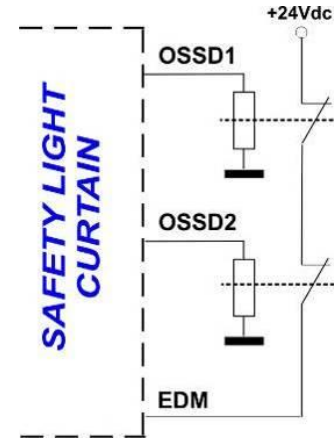 +24Vdc
OSSD1
SAFETY LIGHT
CURTAIN
OSSD2
EDM